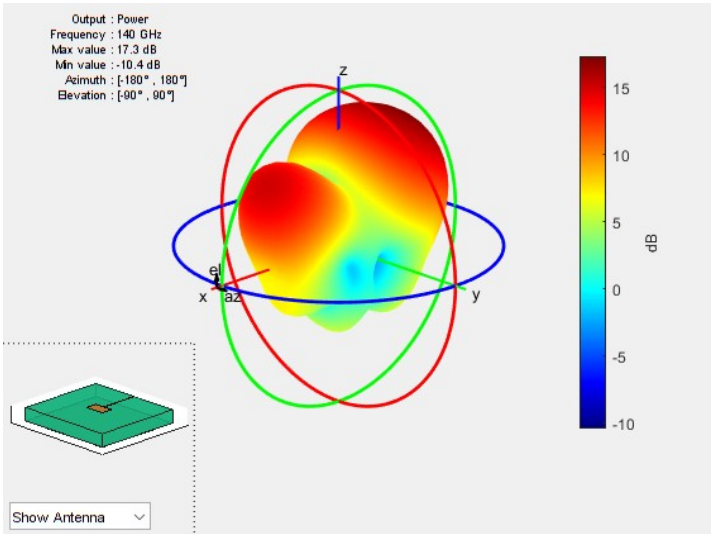 Output : Power
Frequency : 140 GHz
Max value : 17.3 dB
Min value : -10.4 dB
Azimuth : [-180° , 180°]
Elevation : [-90° , 90°]
z
15
10
5
0
-5
-10
dB
el
x
az
y
Show Antenna